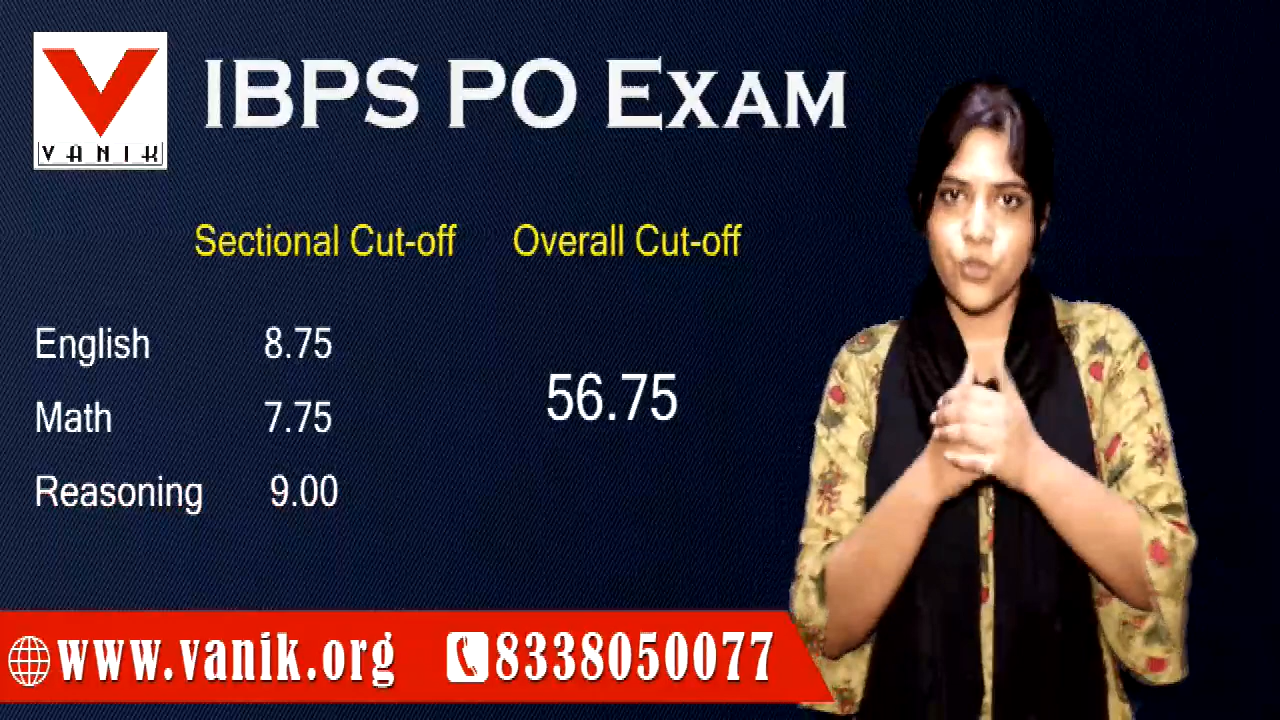 VANIK
IBPS PO EXAM
Sectional Cut-off Overall Cut-off
English 8.75
56.75
Math 7.75
Reasoning 9.00
www.vanik.org 8338050077